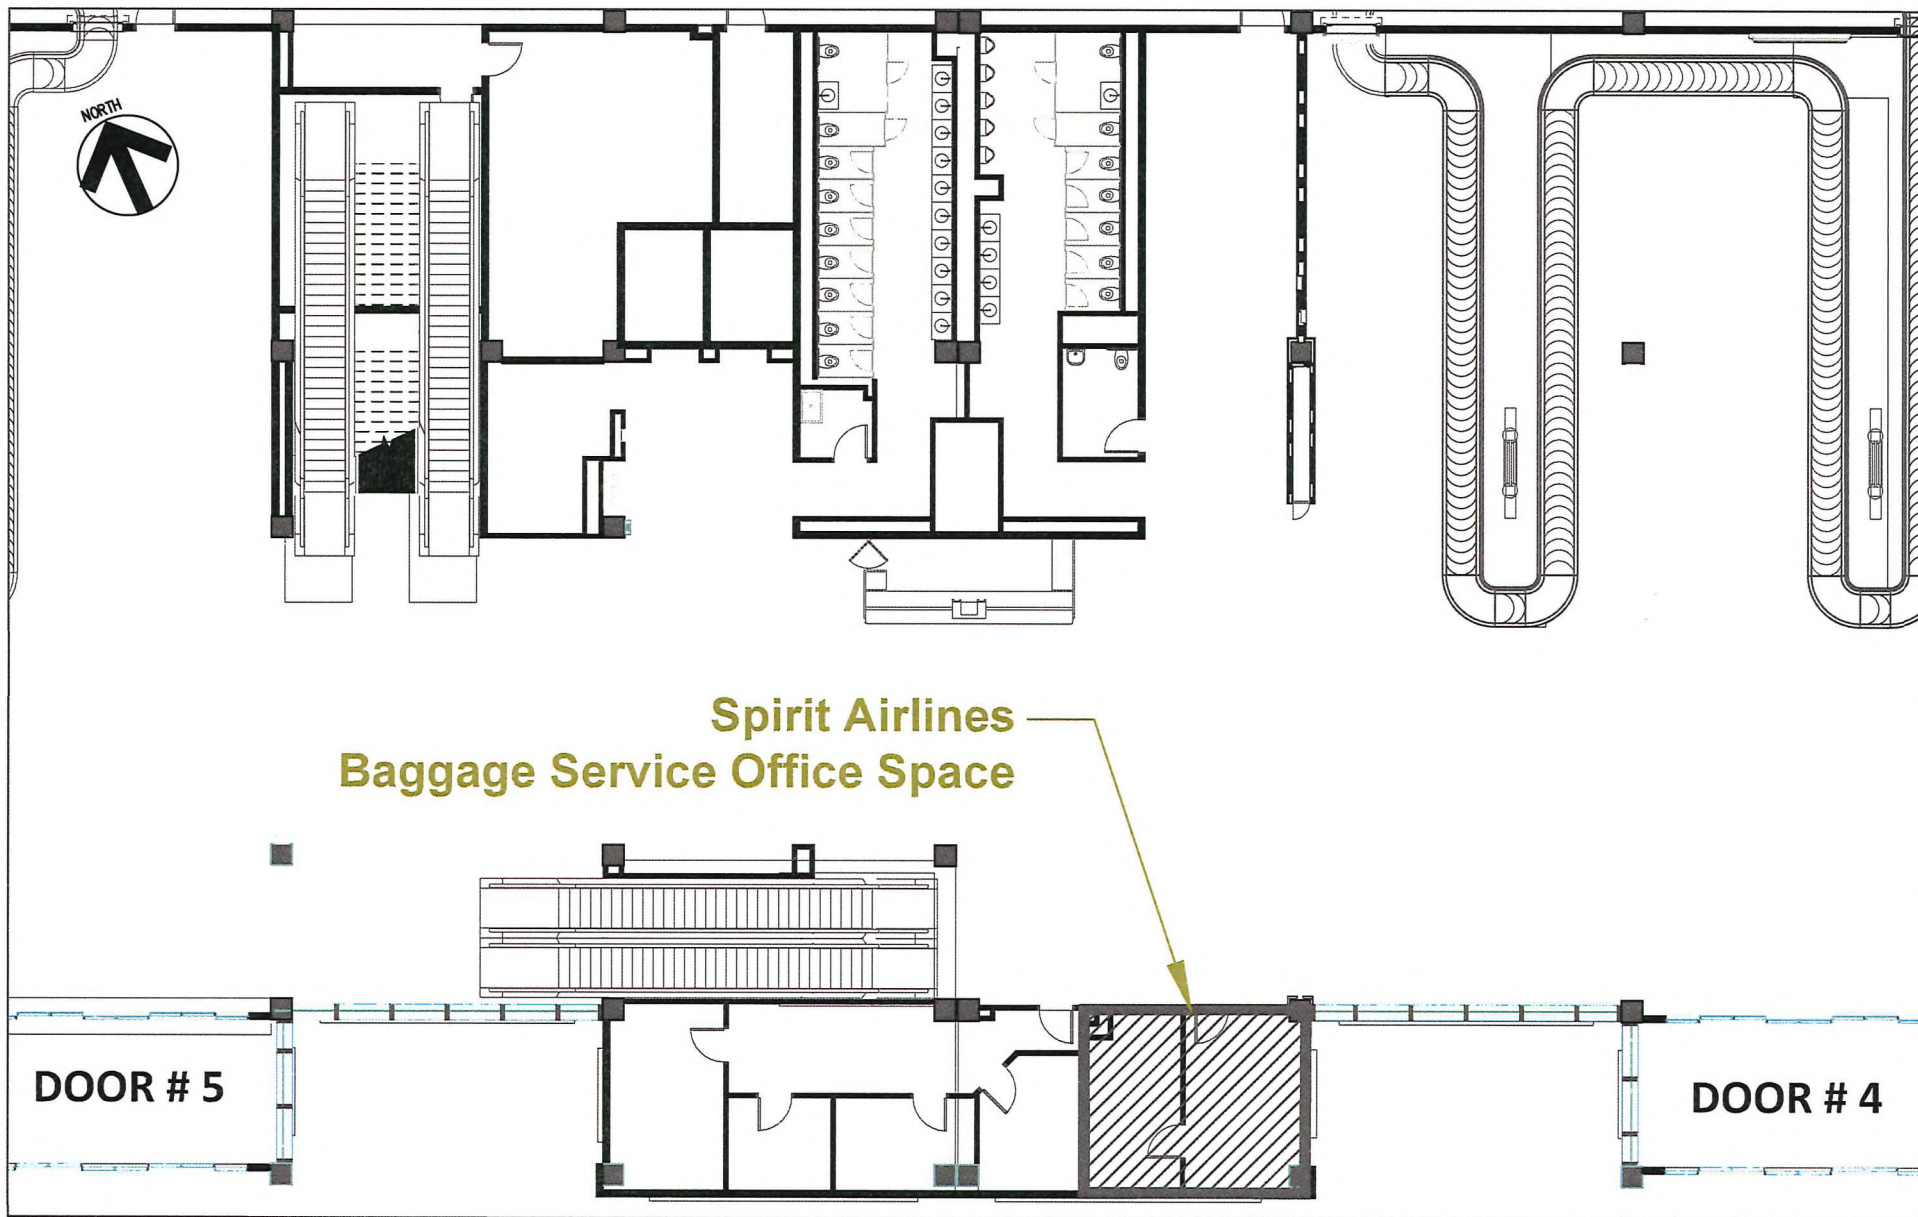 NORTH
Spirit Airlines
Baggage Service Office Space
DOOR # 5
DOOR # 4